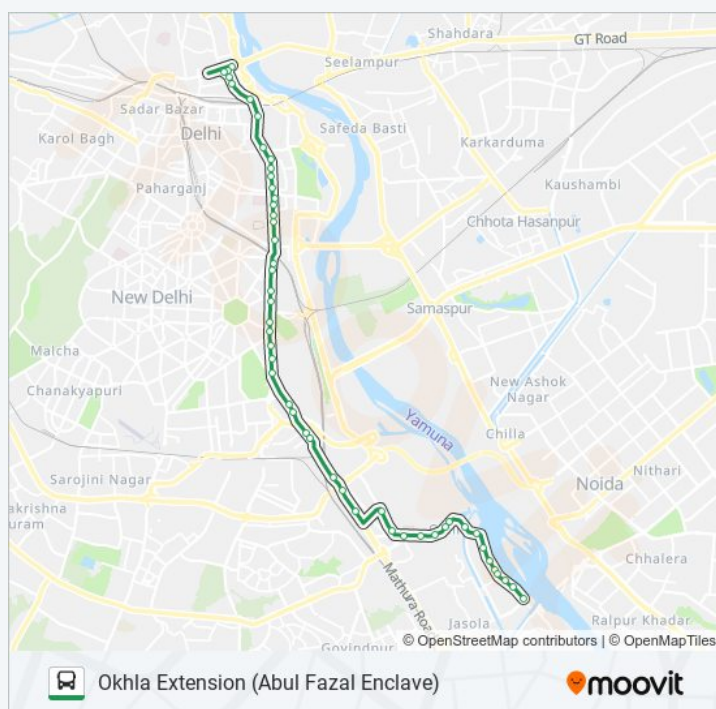 Shahdara
GT Road
Seelampur
Sadar Bazar
Safeda Basti
Karol Bagh
Delhi
Karkarduma
Paharganj
Kaushambi
Chhota Hasanpur
New Delhi
Samaspur
Malcha
Chanakyapuri
New Ashok
Nagar
Yamuna
Chilla
Nithari
Sarojini Nagar
Noida
akrishna
uram
Chhalera
Mathura Roa
Jasola
Raipur Khadar
Govindpur
© OpenStreetMap contributors | © OpenMapTiles
Okhla Extension (Abul Fazal Enclave)
moovit